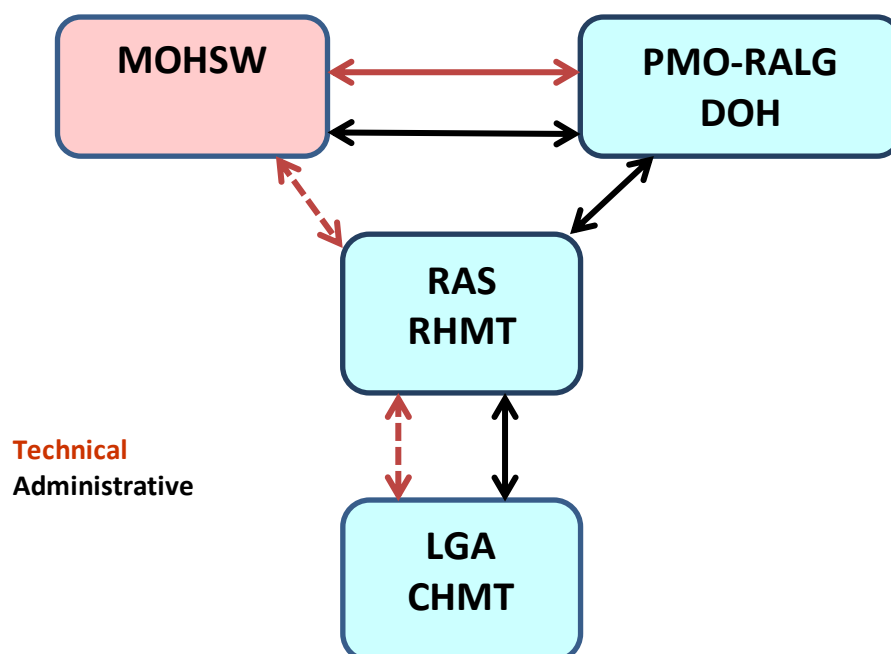 MOHSW
PMO-RALG
DOH
RAS
RHMT
Technical
Administrative
LGA
CHMT